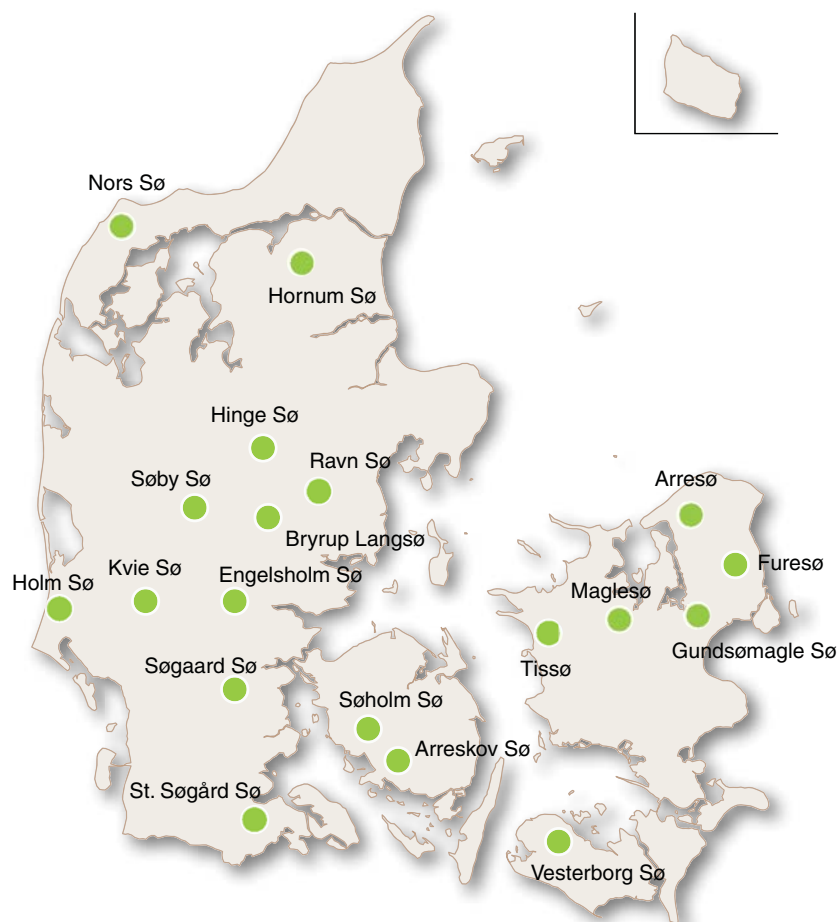 Nors Sø
Hornum Sø
Hinge Sø
Ravn Sø
Søby Sø
Bryrup Langsø
Arresø
Furesø
Holm Sø
Kvie Sø
Engelsholm Sø
Maglesø
Gundsømagle Sø
Tissø
Søgaard Sø
Søholm Sø
Arreskov Sø
St. Søgård Sø
Vesterborg Sø